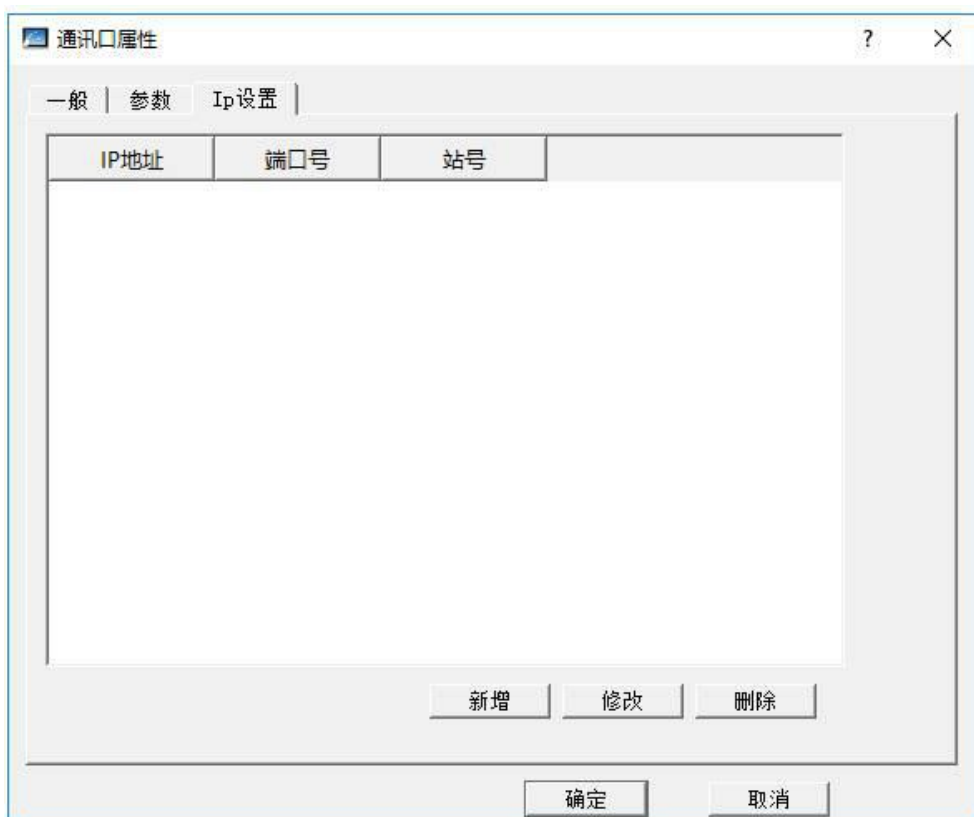 通讯口属性
一般 参数 Ip设置
IP地址 端口号 站号
新增 修改 删除
确定 取消